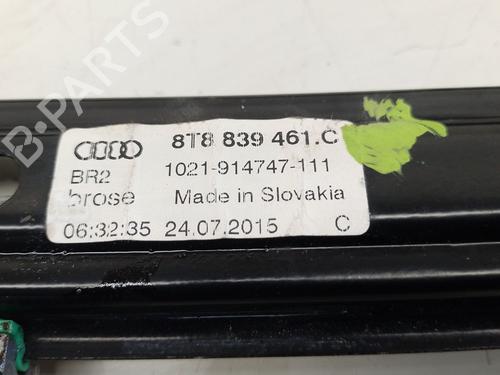 8T8 839 461.C
BR2 1021-914747-111
brose Made in Slovakia
06:32:35 24.07.2015 C
B-PARTS